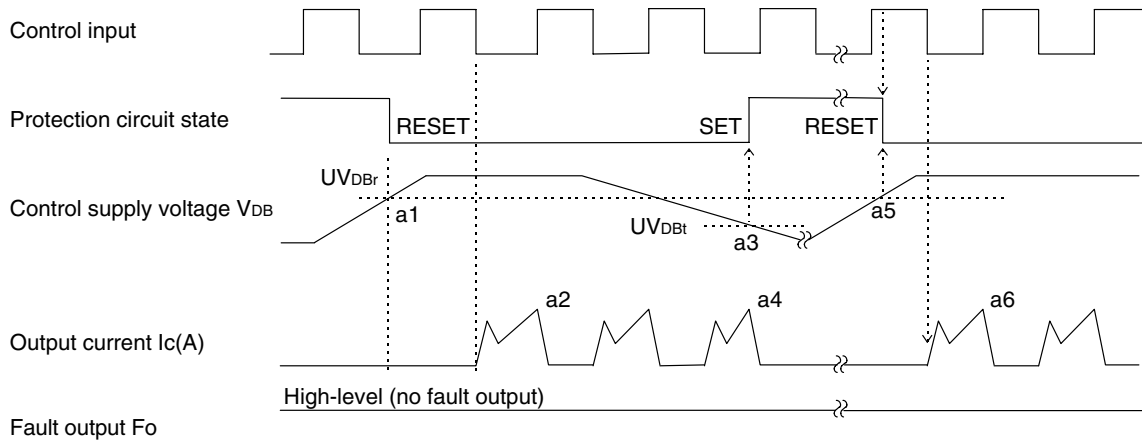 Control input
Protection circuit state
RESET
SET
RESET
UVDBr
Control supply voltage VDB
a1
UVDBt
a3
a5
a2
a4
a6
Output current Ic(A)
High-level (no fault output)
Fault output Fo